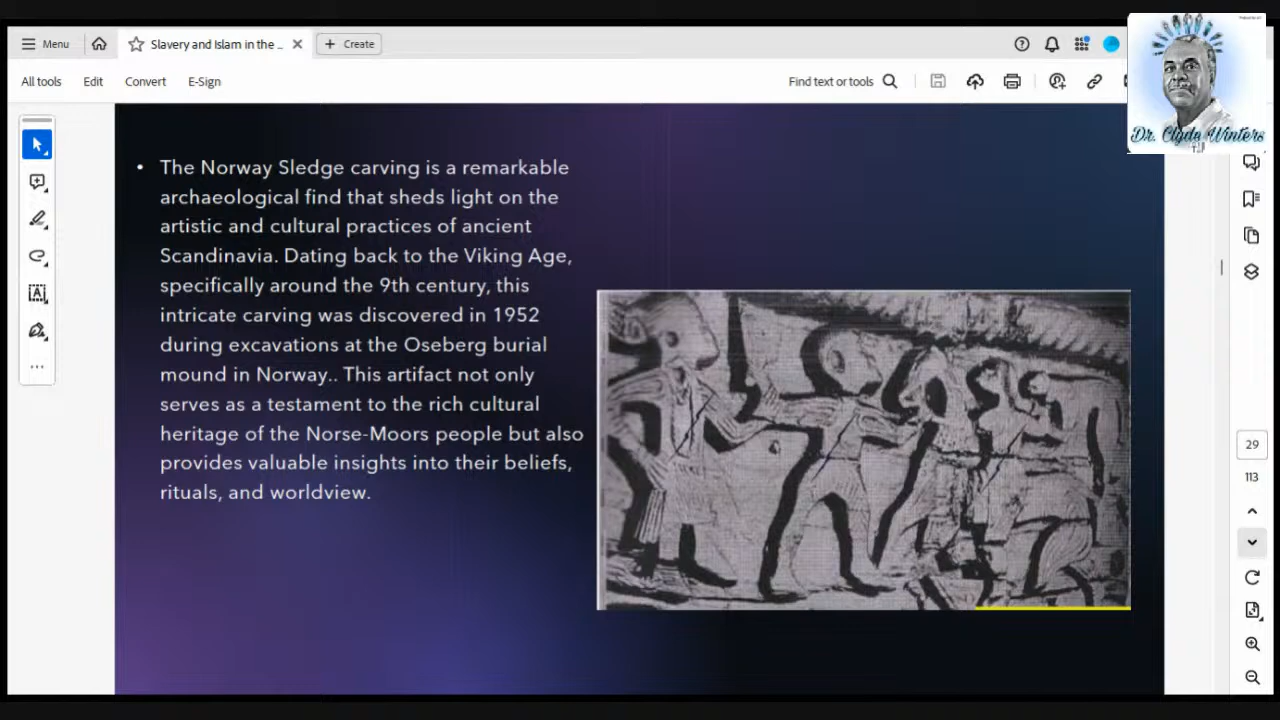 Menu
Slavery and Islam in the ...
Create
All tools
Edit
Convert
E-Sign
Find text or tools
Dr. Clyde Winters
• The Norway Sledge carving is a remarkable
archaeological find that sheds light on the
artistic and cultural practices of ancient
Scandinavia. Dating back to the Viking Age,
specifically around the 9th century, this
intricate carving was discovered in 1952
during excavations at the Oseberg burial
mound in Norway.. This artifact not only
serves as a testament to the rich cultural
heritage of the Norse-Moors people but also
provides valuable insights into their beliefs,
rituals, and worldview.
29
113